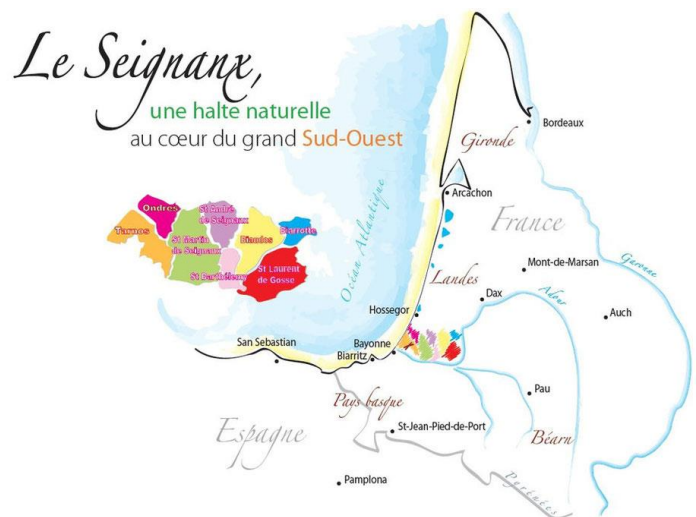 Le Seignanx,
une halte naturelle
au cœur du grand Sud-Ouest
Bordeaux
Gironde
Arcachon
Océan Atlantique
France
Ondres
St André
de Seignanx
Tarnos
St Martin
de Seignanx
Biaudos
Biarrotte
St Barthélemy
St Laurent
de Gosse
Garonne
Mont-de-Marsan
Landes
Dax
Adour
Hossegor
Auch
San Sebastian
Bayonne
Biarritz
Pau
Pays basque
Espagne
St-Jean-Pied-de-Port
Béarn
Pamplona
Pyrénées